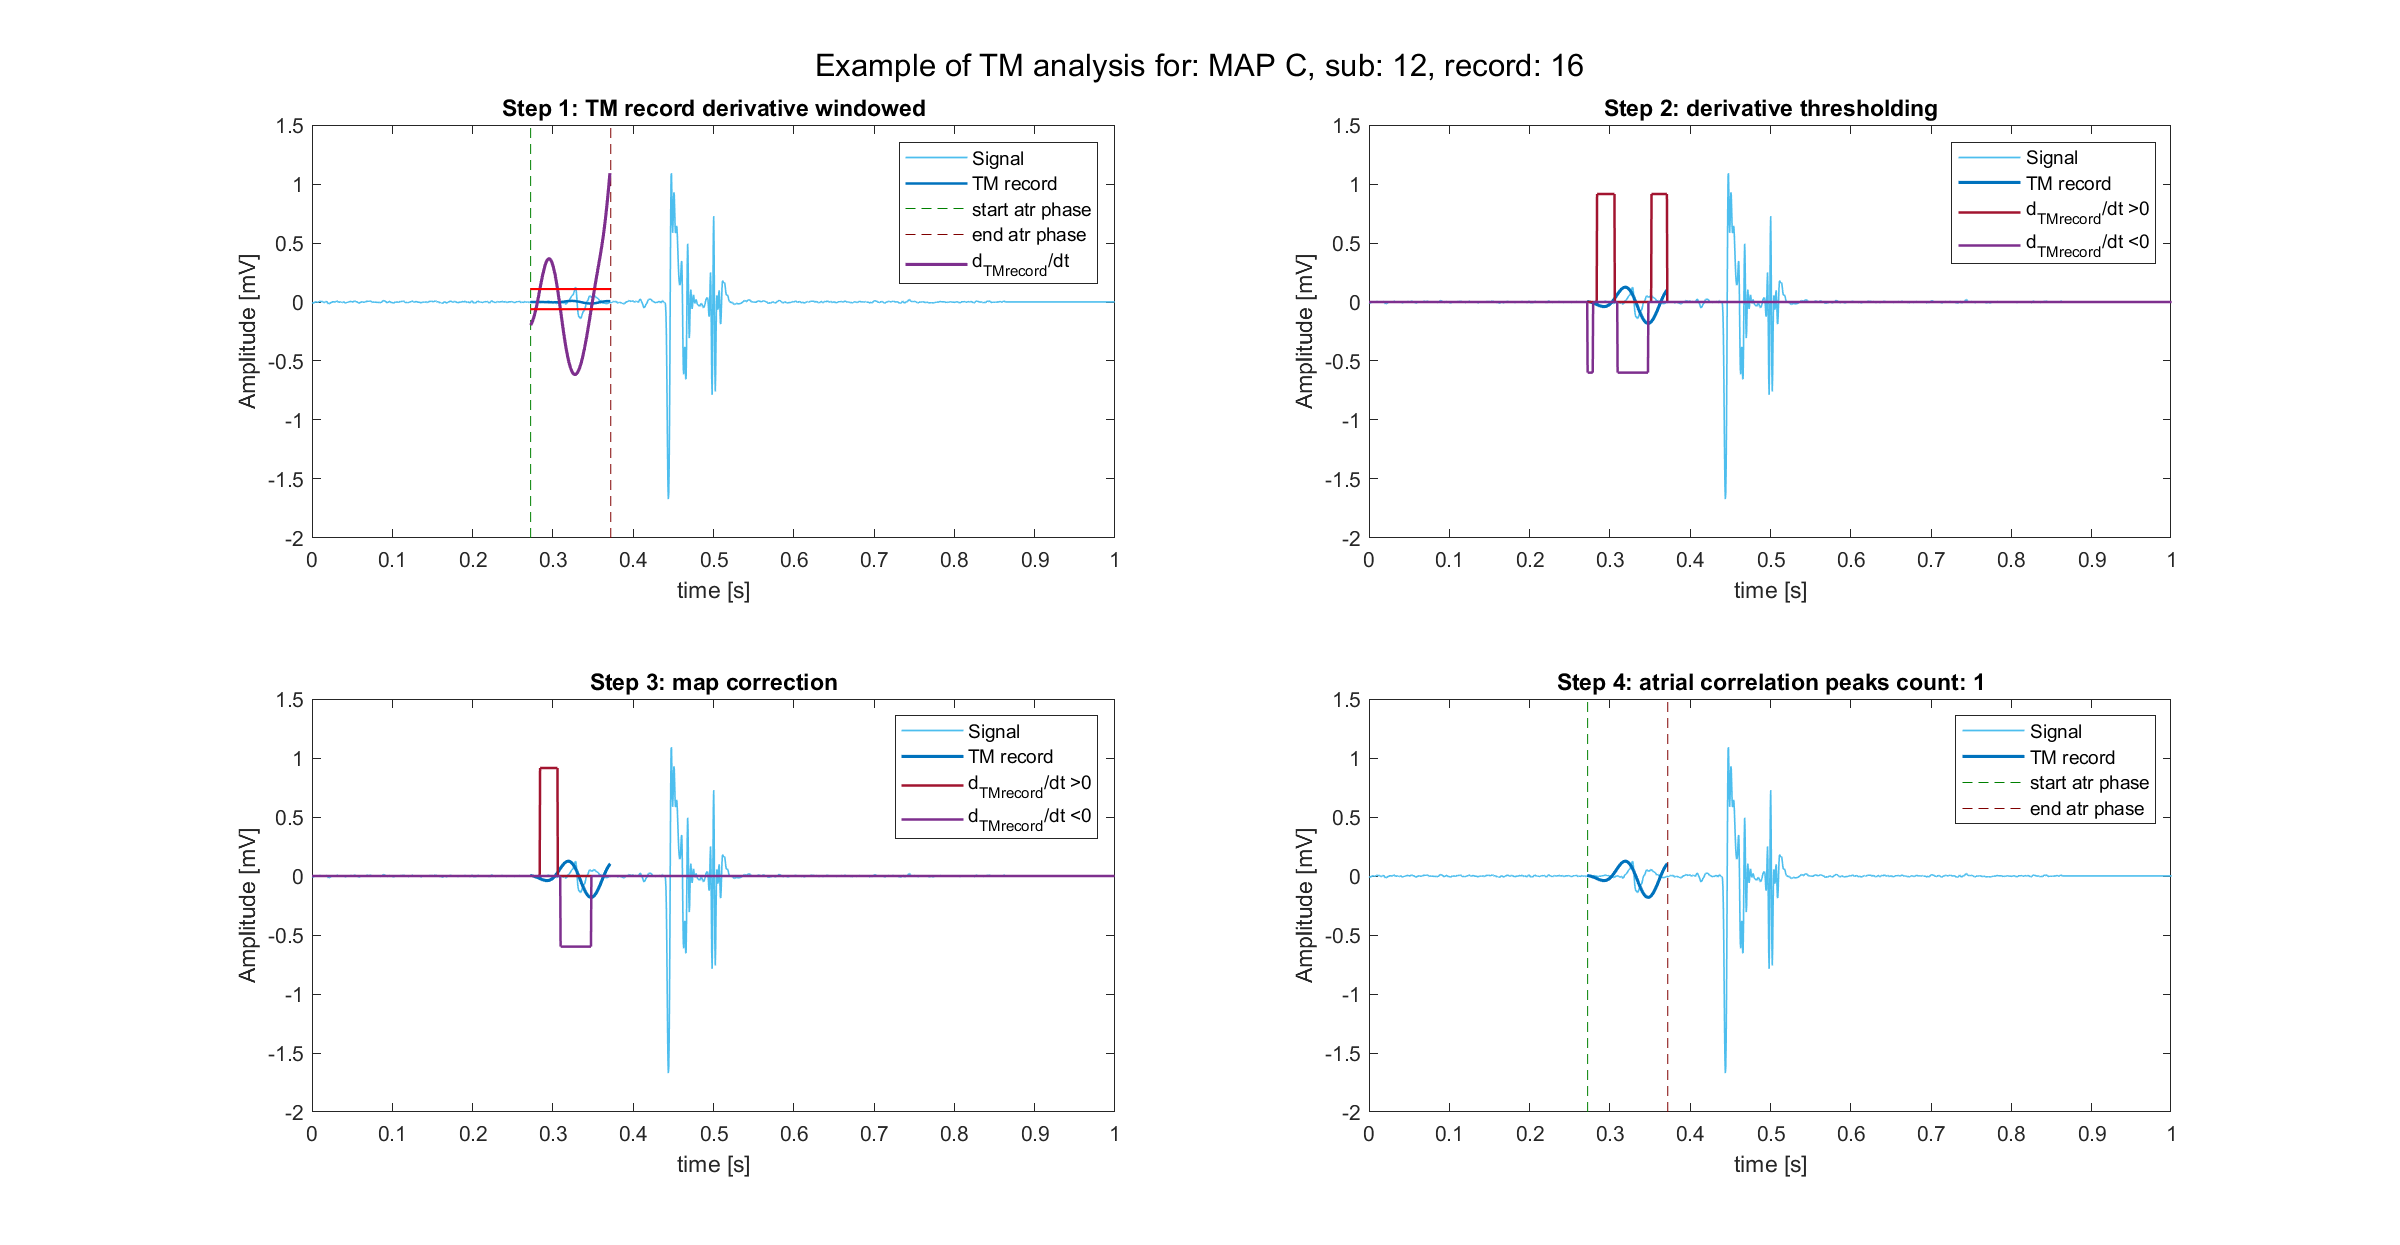 Example of TM analysis for: MAP C, sub: 12, record: 16
Step 1: TM record derivative windowed
1.5
1
0.5
0
-0.5
-1
-1.5
-2
Amplitude [mV]
0 0.1 0.2 0.3 0.4 0.5 0.6 0.7 0.8 0.9 1
time [s]
Signal
TM record
start atr phase
end atr phase
dTMrecord/dt
Step 2: derivative thresholding
1.5
1
0.5
0
-0.5
-1
-1.5
-2
Amplitude [mV]
0 0.1 0.2 0.3 0.4 0.5 0.6 0.7 0.8 0.9 1
time [s]
Signal
TM record
dTMrecord/dt >0
dTMrecord/dt <0
Step 3: map correction
1.5
1
0.5
0
-0.5
-1
-1.5
-2
Amplitude [mV]
0 0.1 0.2 0.3 0.4 0.5 0.6 0.7 0.8 0.9 1
time [s]
Signal
TM record
dTMrecord/dt >0
dTMrecord/dt <0
Step 4: atrial correlation peaks count: 1
1.5
1
0.5
0
-0.5
-1
-1.5
-2
Amplitude [mV]
0 0.1 0.2 0.3 0.4 0.5 0.6 0.7 0.8 0.9 1
time [s]
Signal
TM record
start atr phase
end atr phase